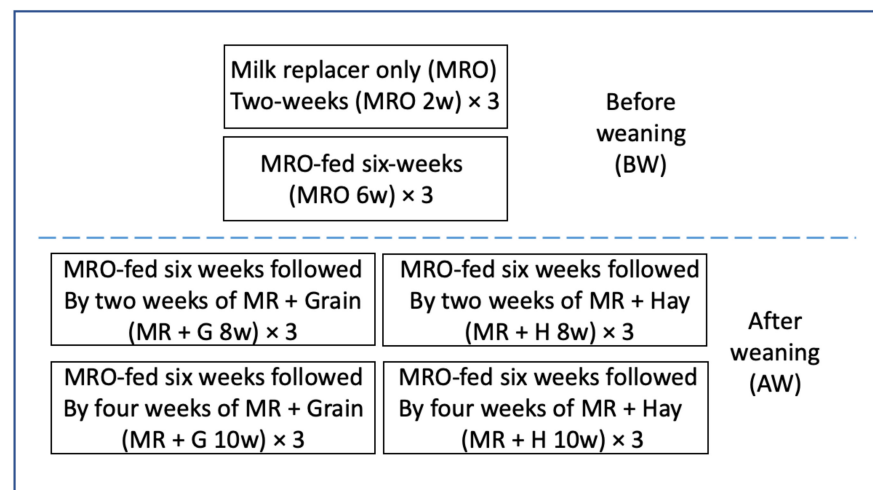 Milk replacer only (MRO)
Two-weeks (MRO 2w) × 3
MRO-fed six-weeks
(MRO 6w) × 3
Before
weaning
(BW)
MRO-fed six weeks followed
By two weeks of MR + Grain
(MR + G 8w) × 3
MRO-fed six weeks followed
By two weeks of MR + Hay
(MR + H 8w) × 3
MRO-fed six weeks followed
By four weeks of MR + Grain
(MR + G 10w) × 3
MRO-fed six weeks followed
By four weeks of MR + Hay
(MR + H 10w) × 3
After
weaning
(AW)